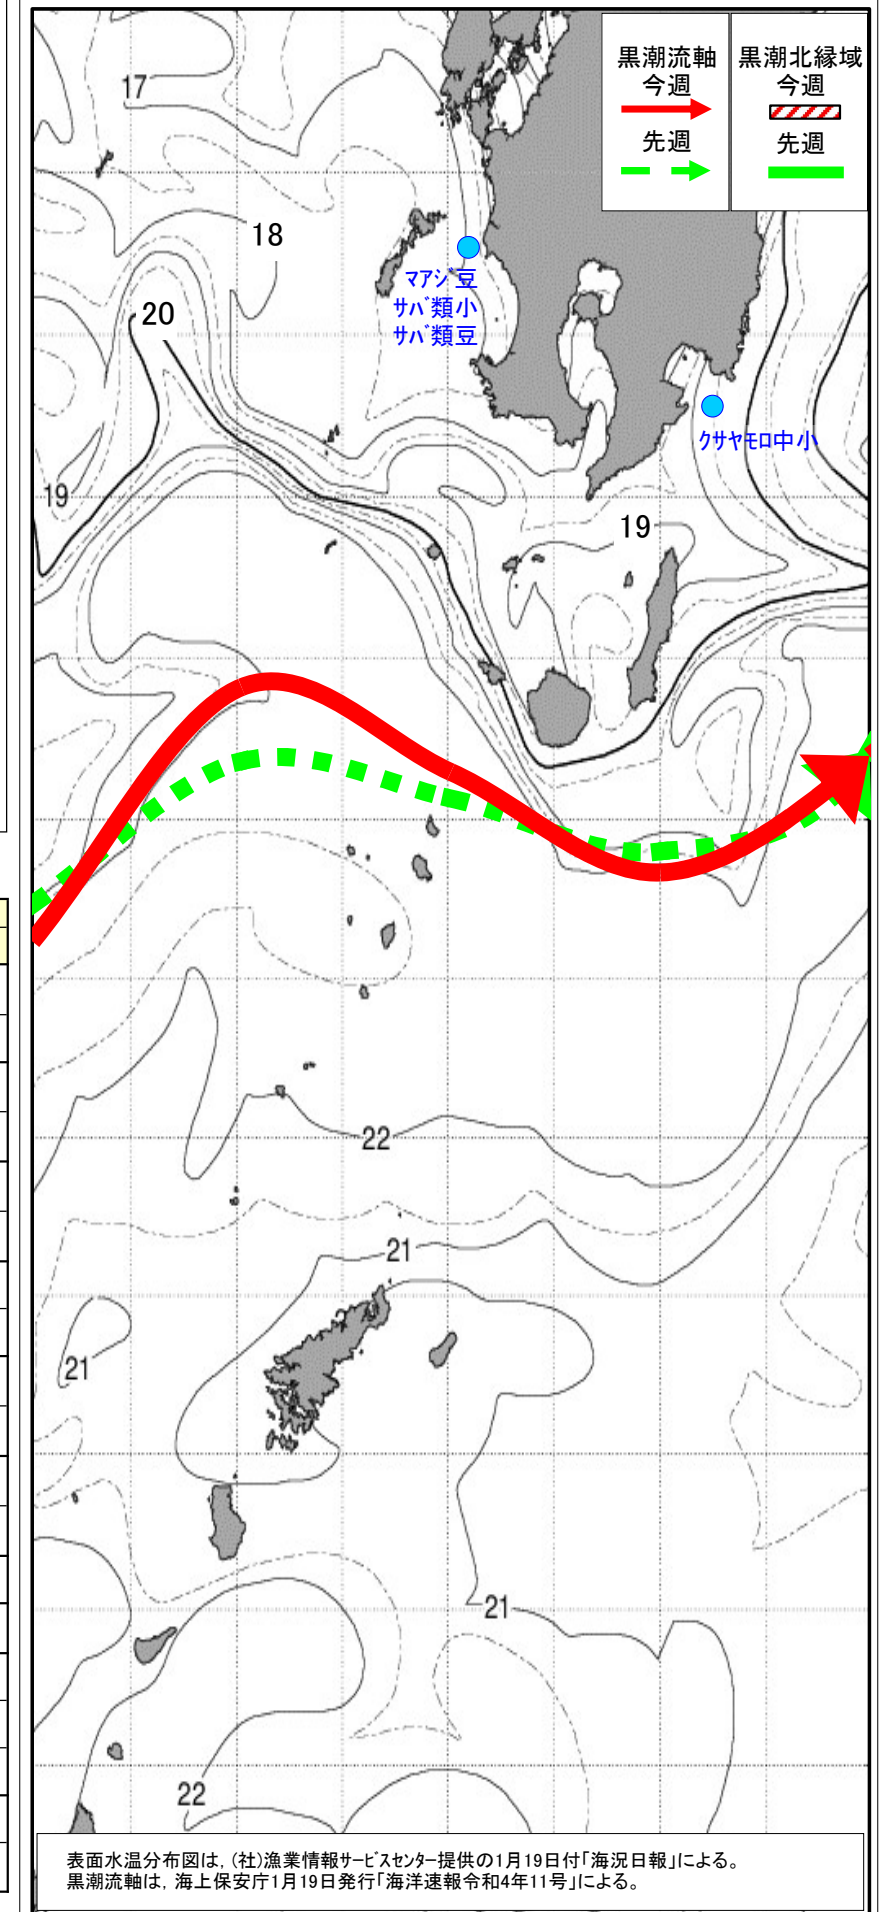 黒潮流軸
今週
先週
黒潮北縁域
今週
先週
17
18
マアジ豆
サバ類小
サバ類豆
20
クサヤモロ中小
19
19
22
21
21
21
22
表面水温分布図は, (社)漁業情報サービスセンター提供の1月19日付「海況日報」による。
黒潮流軸は, 海上保安庁1月19日発行「海洋速報令和4年11号」による。